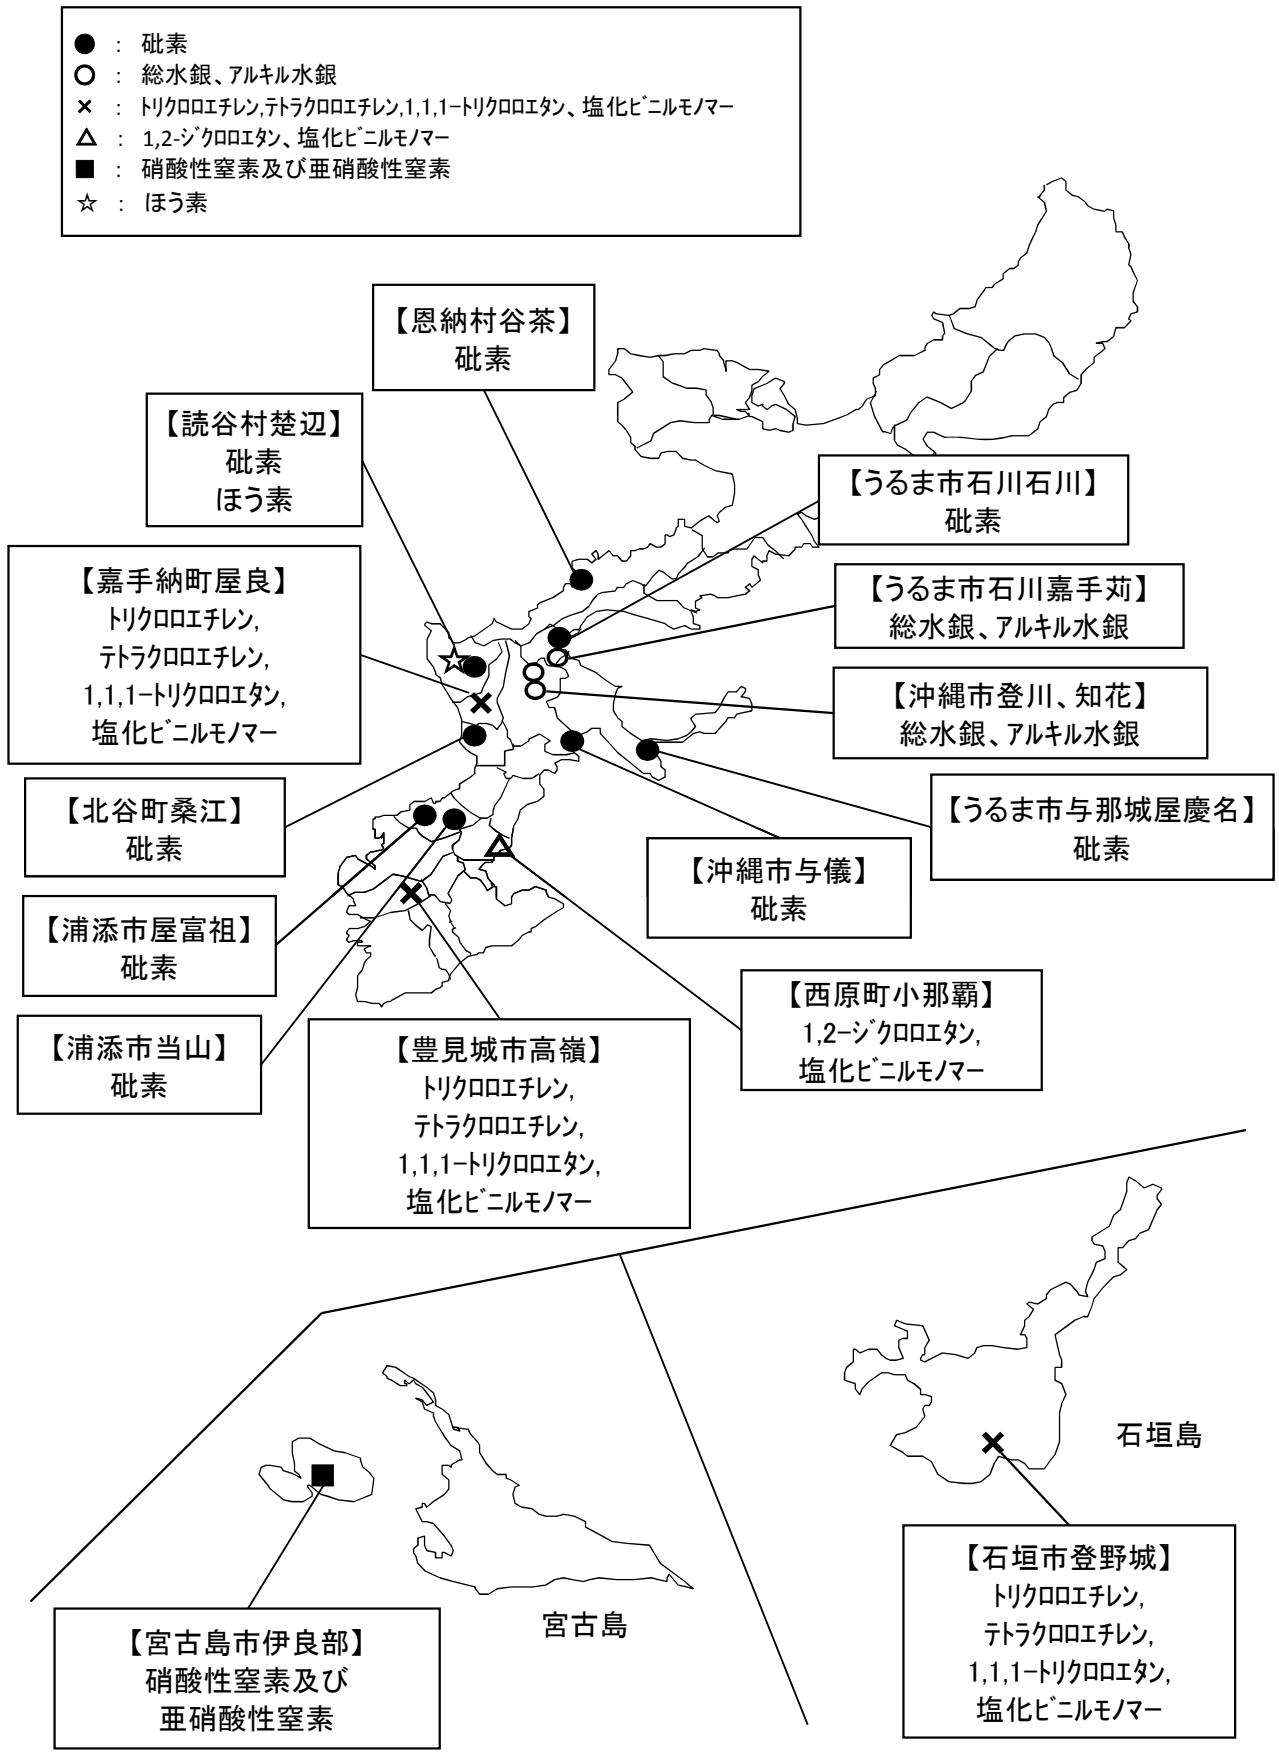 ● : 砒素
○ : 総水銀、アルキル水銀
× : ﾄﾘｸﾛﾛｴﾁﾚﾝ,ﾃﾄﾗｸﾛﾛｴﾁﾚﾝ,1,1,1−ﾄﾘｸﾛﾛｴﾀﾝ、塩化ﾋﾞﾆﾙﾓﾉﾏｰ
△ : 1,2-ｼﾞｸﾛﾛｴﾀﾝ、塩化ﾋﾞﾆﾙﾓﾉﾏｰ
■ : 硝酸性窒素及び亜硝酸性窒素
☆ : ほう素
【恩納村谷茶】
砒素
【読谷村楚辺】
砒素
ほう素
【うるま市石川石川】
砒素
【嘉手納町屋良】
ﾄﾘｸﾛﾛｴﾁﾚﾝ,
ﾃﾄﾗｸﾛﾛｴﾁﾚﾝ,
1,1,1−ﾄﾘｸﾛﾛｴﾀﾝ,
塩化ﾋﾞﾆﾙﾓﾉﾏｰ
【うるま市石川嘉手苅】
総水銀、アルキル水銀
【沖縄市登川、知花】
総水銀、アルキル水銀
【北谷町桑江】
砒素
【うるま市与那城屋慶名】
砒素
【沖縄市与儀】
砒素
【浦添市屋富祖】
砒素
【西原町小那覇】
1,2−ｼﾞｸﾛﾛｴﾀﾝ,
塩化ﾋﾞﾆﾙﾓﾉﾏｰ
【浦添市当山】
砒素
【豊見城市高嶺】
ﾄﾘｸﾛﾛｴﾁﾚﾝ,
ﾃﾄﾗｸﾛﾛｴﾁﾚﾝ,
1,1,1−ﾄﾘｸﾛﾛｴﾀﾝ,
塩化ﾋﾞﾆﾙﾓﾉﾏｰ
石垣島
【石垣市登野城】
ﾄﾘｸﾛﾛｴﾁﾚﾝ,
ﾃﾄﾗｸﾛﾛｴﾁﾚﾝ,
1,1,1−ﾄﾘｸﾛﾛｴﾀﾝ,
塩化ﾋﾞﾆﾙﾓﾉﾏｰ
宮古島
【宮古島市伊良部】
硝酸性窒素及び
亜硝酸性窒素